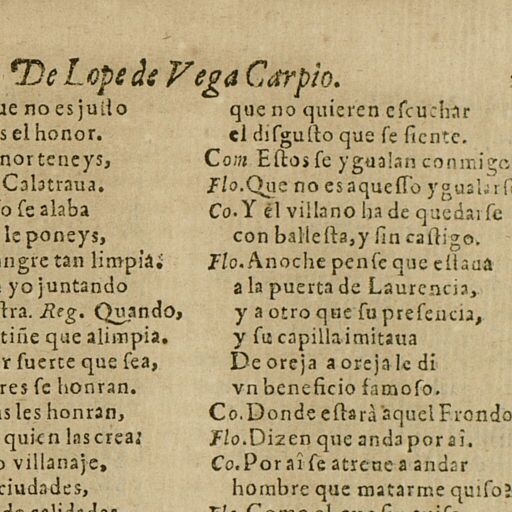 De Lope de Vega Carpio.
ue no es justo
s el honor.
nor teneys,
Calatraua.
o se alaba
le poneys,
angre tan limpia?
yo juntando
stra. Reg. Quando,
tiñe que alimpia.
r suerte que sea,
res se honran.
as les honran,
quien las crea?
o villanaje,
ciudades,
que no quieren escuchar
el disgusto que se siente.
Com Estos se ygualan conmigo
Flo. Que no es aquesso ygualarse
Co. Y el villano ha de quedarse
con ballesta, y sin castigo.
Flo. Anoche pense que estaua
a la puerta de Laurencia,
y a otro que su presencia,
y su capilla imitaua
De oreja a oreja le di
vn beneficio famoso.
Co. Donde estarà aquel Frondo
Flo. Dizen que anda por aì.
Co. Por aì se atreue a andar
hombre que matarme quiso?